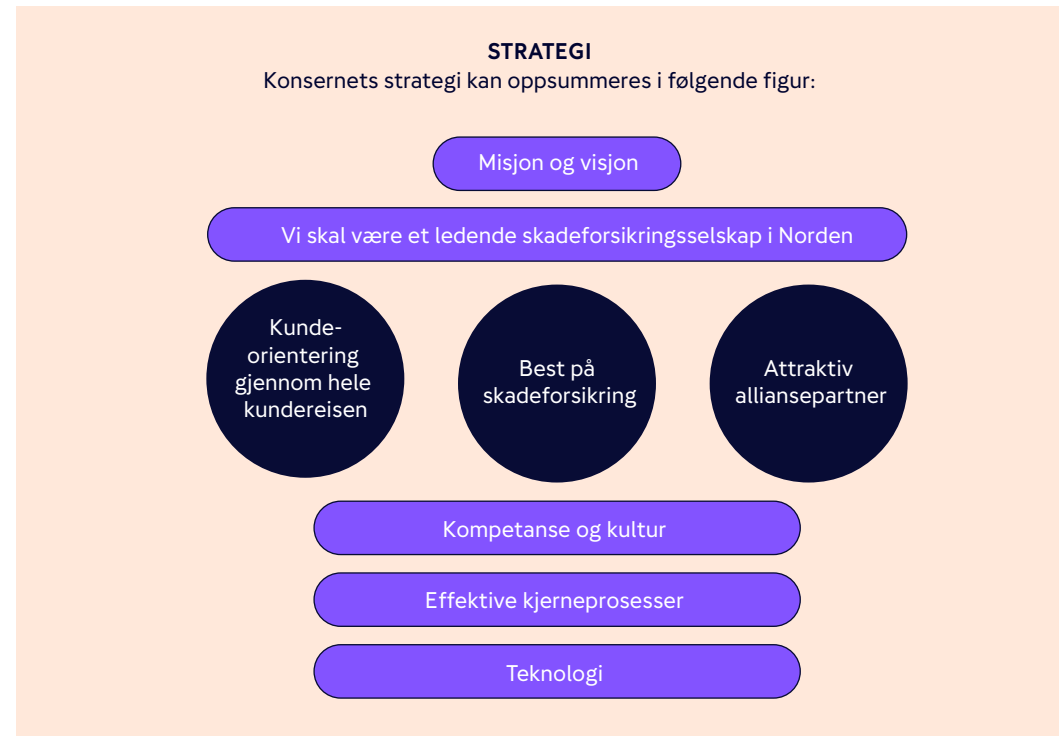 STRATEGI
Konsernets strategi kan oppsummeres i følgende figur:
Misjon og visjon
Vi skal være et ledende skadeforsikringsselskap i Norden
Kunde-
orientering
gjennom hele
kundereisen
Best på
skadeforsikring
Attraktiv
alliansepartner
Kompetanse og kultur
Effektive kjerneprosesser
Teknologi